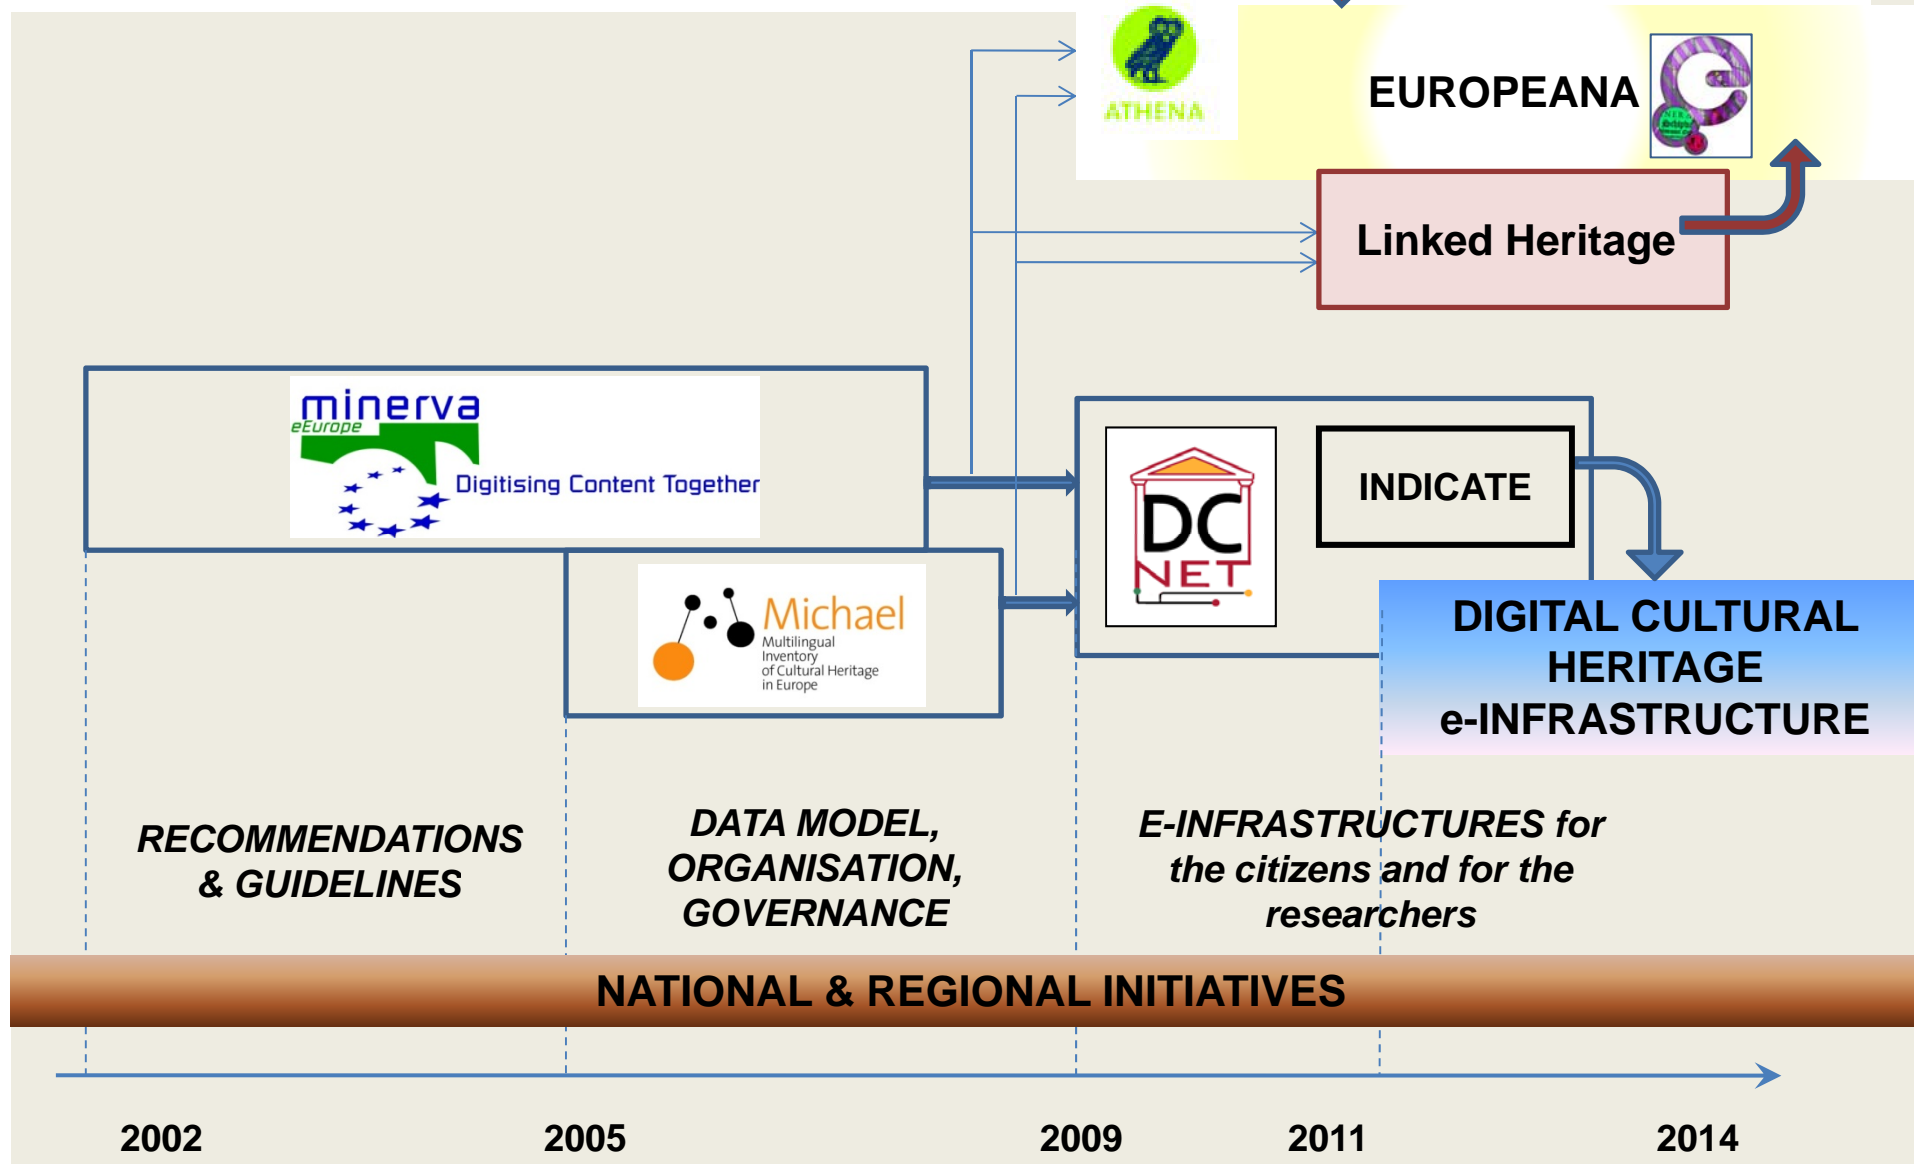 ATHENA
EUROPEANA
Linked Heritage
minerva
eEurope
Digitising Content Together
DC
NET
INDICATE
Michael
Multilingual
Inventory
of Cultural Heritage
in Europe
DIGITAL CULTURAL
HERITAGE
e-INFRASTRUCTURE
RECOMMENDATIONS
& GUIDELINES
DATA MODEL,
ORGANISATION,
GOVERNANCE
E-INFRASTRUCTURES for
the citizens and for the
researchers
NATIONAL & REGIONAL INITIATIVES
2002 2005 2009 2011 2014